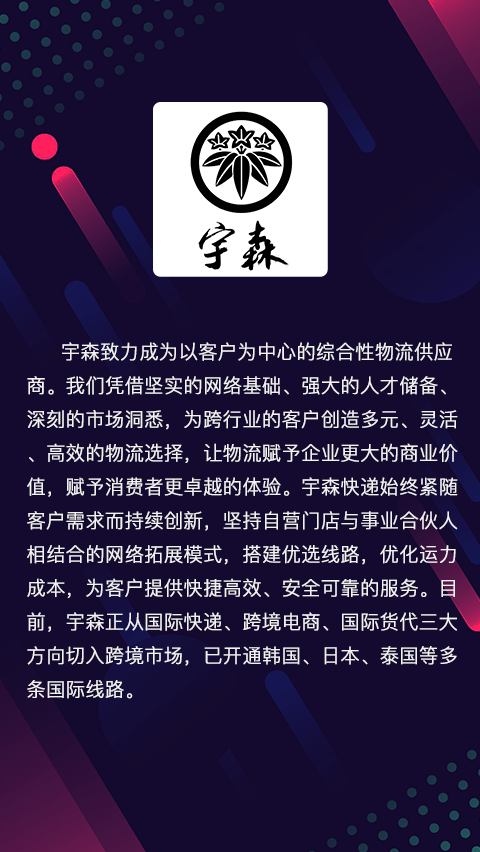 宇森
宇森致力成为以客户为中心的综合性物流供应
商。我们凭借坚实的网络基础、强大的人才储备、
深刻的市场洞悉，为跨行业的客户创造多元、灵活
、高效的物流选择，让物流赋予企业更大的商业价
值，赋予消费者更卓越的体验。宇森快递始终紧随
客户需求而持续创新，坚持自营门店与事业合伙人
相结合的网络拓展模式，搭建优选线路，优化运力
成本，为客户提供快捷高效、安全可靠的服务。目
前，宇森正从国际快递、跨境电商、国际货代三大
方向切入跨境市场，已开通韩国、日本、泰国等多
条国际线路。